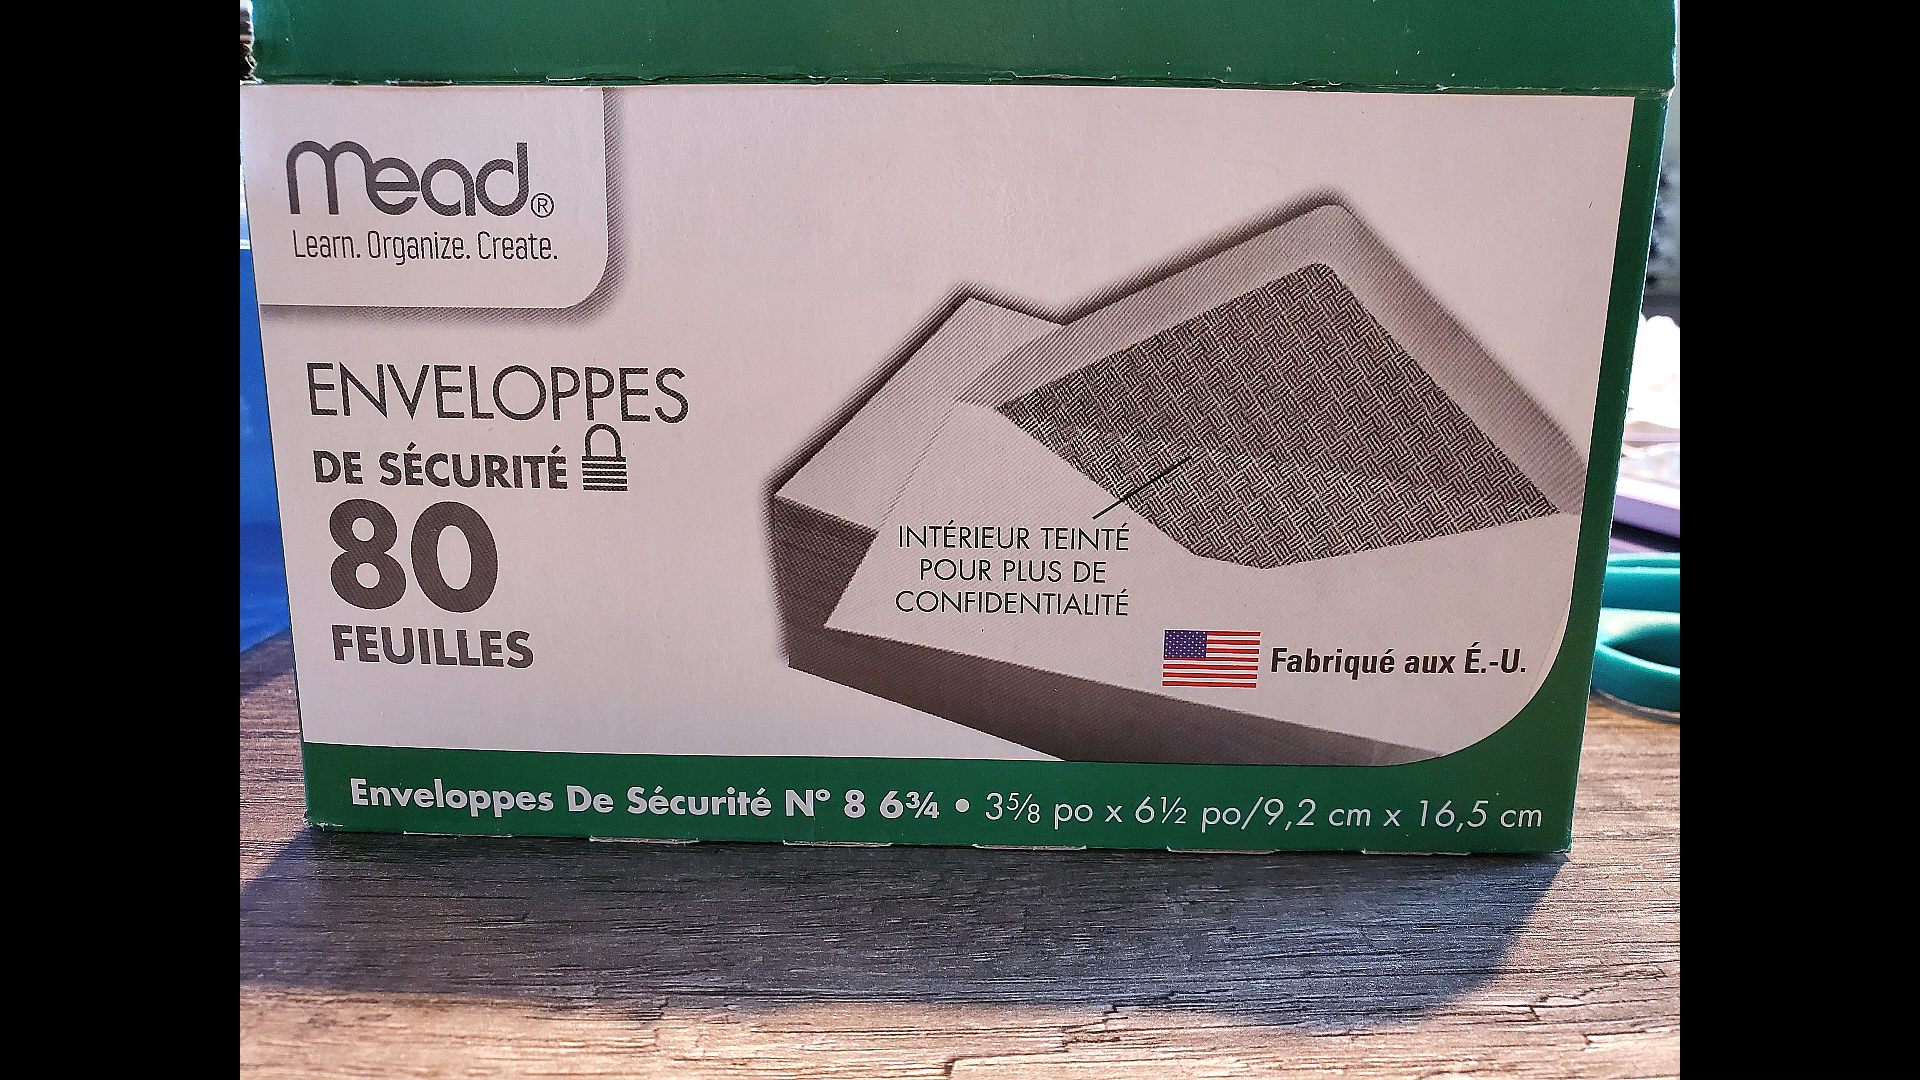 mead®
Learn. Organize. Create.
ENVELOPPES
DE SÉCURITÉ
80
FEUILLES
INTÉRIEUR TEINTÉ
POUR PLUS DE
CONFIDENTIALITÉ
Fabriqué aux É.-U.
Enveloppes De Sécurité Nº 8 6¾ • 3⅝ po x 6½ po/9,2 cm x 16,5 cm